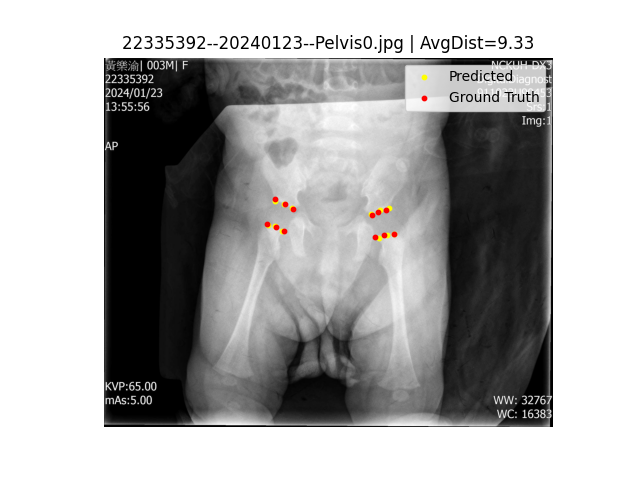 22335392--20240123--Pelvis0.jpg | AvgDist=9.33
| 003M| F
22335392
2024/01/23
13:55:56
AP
NCKUH-DX3
Predicted
Ground Truth
Img:1
KVP:65.00
mAs:5.00
WW: 32767
WC: 16383